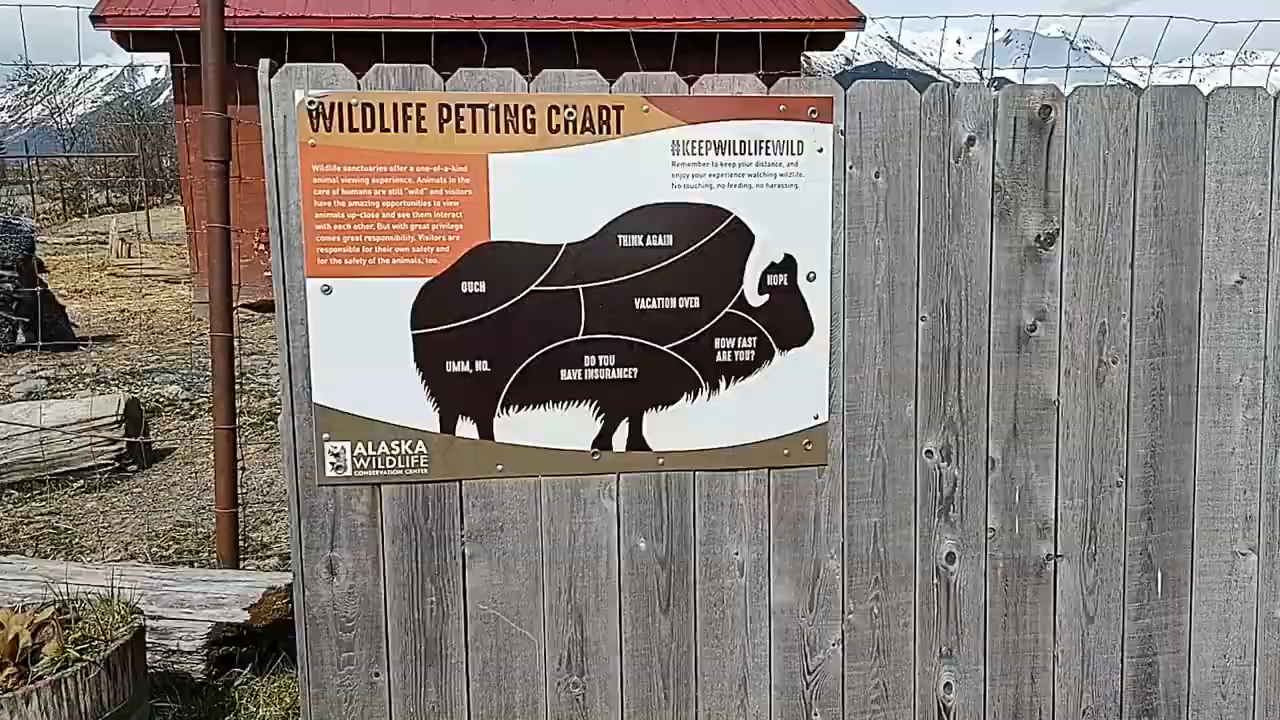 WILDLIFE PETTING CHART
Wildlife sanctuaries offer a one-of-a-kind
animal viewing experience. Animals in the
care of humans are still "wild" and visitors
have the amazing opportunities to view
animals up-close and see them interact
with each other. But with great privilege
comes great responsibility. Visitors are
responsible for their own safety and
for the safety of the animals, too.
#KEEPWILDLIFEWILD
Remember to keep your distance, and
enjoy your experience watching wildlife.
No touching, no feeding, no harassing.
THINK AGAIN
OUCH
NOPE
VACATION OVER
HOW FAST
ARE YOU?
UMM, NO.
DO YOU
HAVE INSURANCE?
ALASKA
WILDLIFE
CONSERVATION CENTER